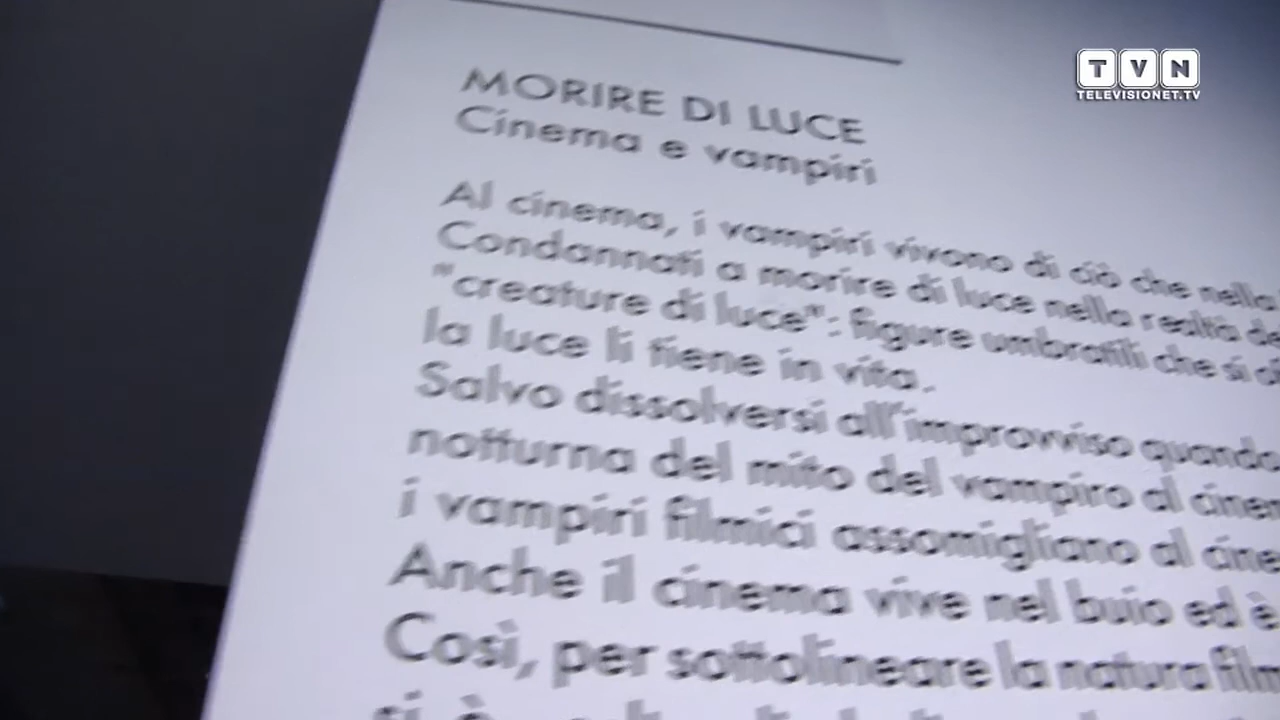 TVN
TELEVISIONET.TV
MORIRE DI LUCE
Cinema e vampiri
Al cinema, i vampiri vivono di ciò che nella
Condannati a morire di luce nella realtà
"creature di luce": figure umbratili che si
la luce li tiene in vita.
Salvo dissolversi all'improvviso quando
notturna del mito del vampiro al
i vampiri filmici assomigliano al
Anche il cinema vive nel buio ed è
Così, per sottolineare la natura
si è